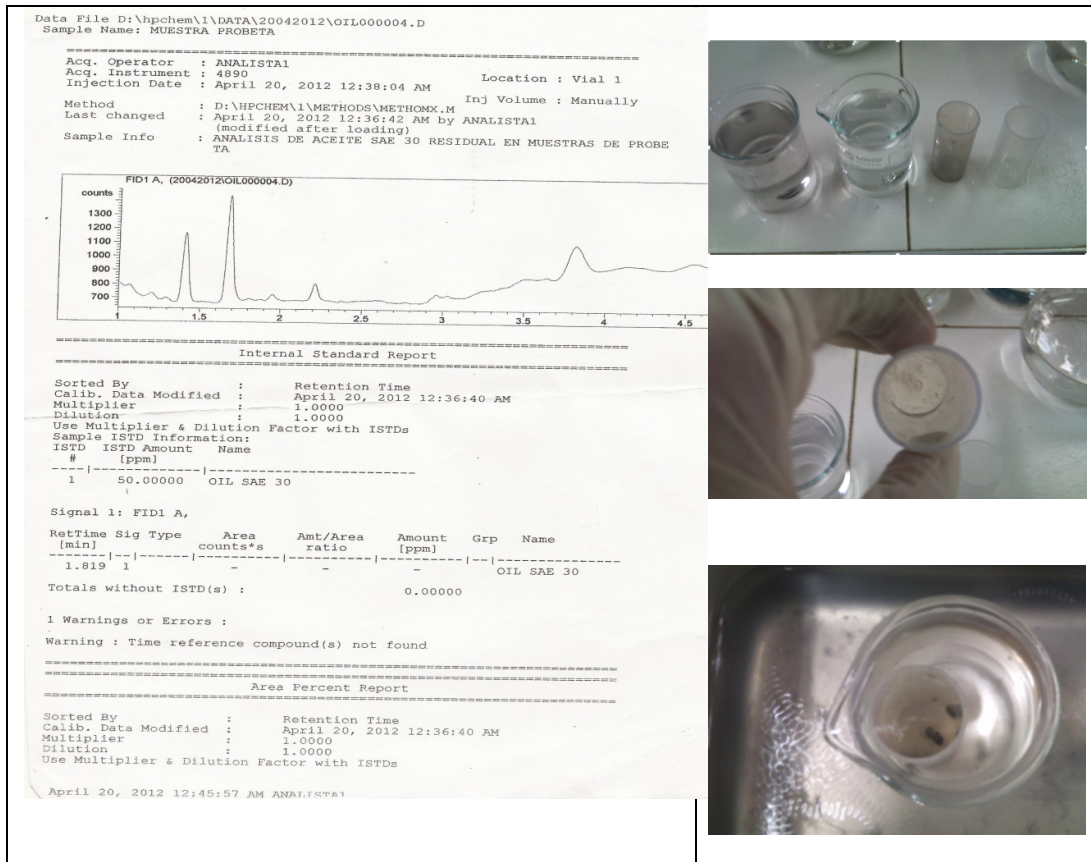 Data File D:\hpchem\1\DATA\20042012\OIL000004.D
Sample Name: MUESTRA PROBETA
Acq. Operator : ANALISTA1
Acq. Instrument : 4890 Location : Vial 1
Injection Date : April 20, 2012 12:38:04 AM
Inj Volume : Manually
Method : D:\HPCHEM\1\METHODS\METHOMX.M
Last changed : April 20, 2012 12:36:42 AM by ANALISTA1
(modified after loading)
Sample Info : ANALISIS DE ACEITE SAE 30 RESIDUAL EN MUESTRAS DE PROBE
TA
FID1 A, (20042012\OIL000004.D)
counts
1300
1200
1100
1000
900
800
700
1 1.5 2 2.5 3 3.5 4 4.5
Internal Standard Report
Sorted By : Retention Time
Calib. Data Modified : April 20, 2012 12:36:40 AM
Multiplier : 1.0000
Dilution : 1.0000
Use Multiplier & Dilution Factor with ISTDs
Sample ISTD Information:
ISTD ISTD Amount Name
# [ppm]
----|-------------|-------------------------
1 50.00000 OIL SAE 30
Signal 1: FID1 A,
RetTime Sig Type Area Amt/Area Amount Grp Name
[min] counts*s ratio [ppm]
-------|--|------|----------|----------|----------|--|------------------
1.819 1 - - - OIL SAE 30
Totals without ISTD(s) : 0.00000
1 Warnings or Errors :
Warning : Time reference compound(s) not found
Area Percent Report
Sorted By : Retention Time
Calib. Data Modified : April 20, 2012 12:36:40 AM
Multiplier : 1.0000
Dilution : 1.0000
Use Multiplier & Dilution Factor with ISTDs
April 20, 2012 12:45:57 AM ANALISTA1